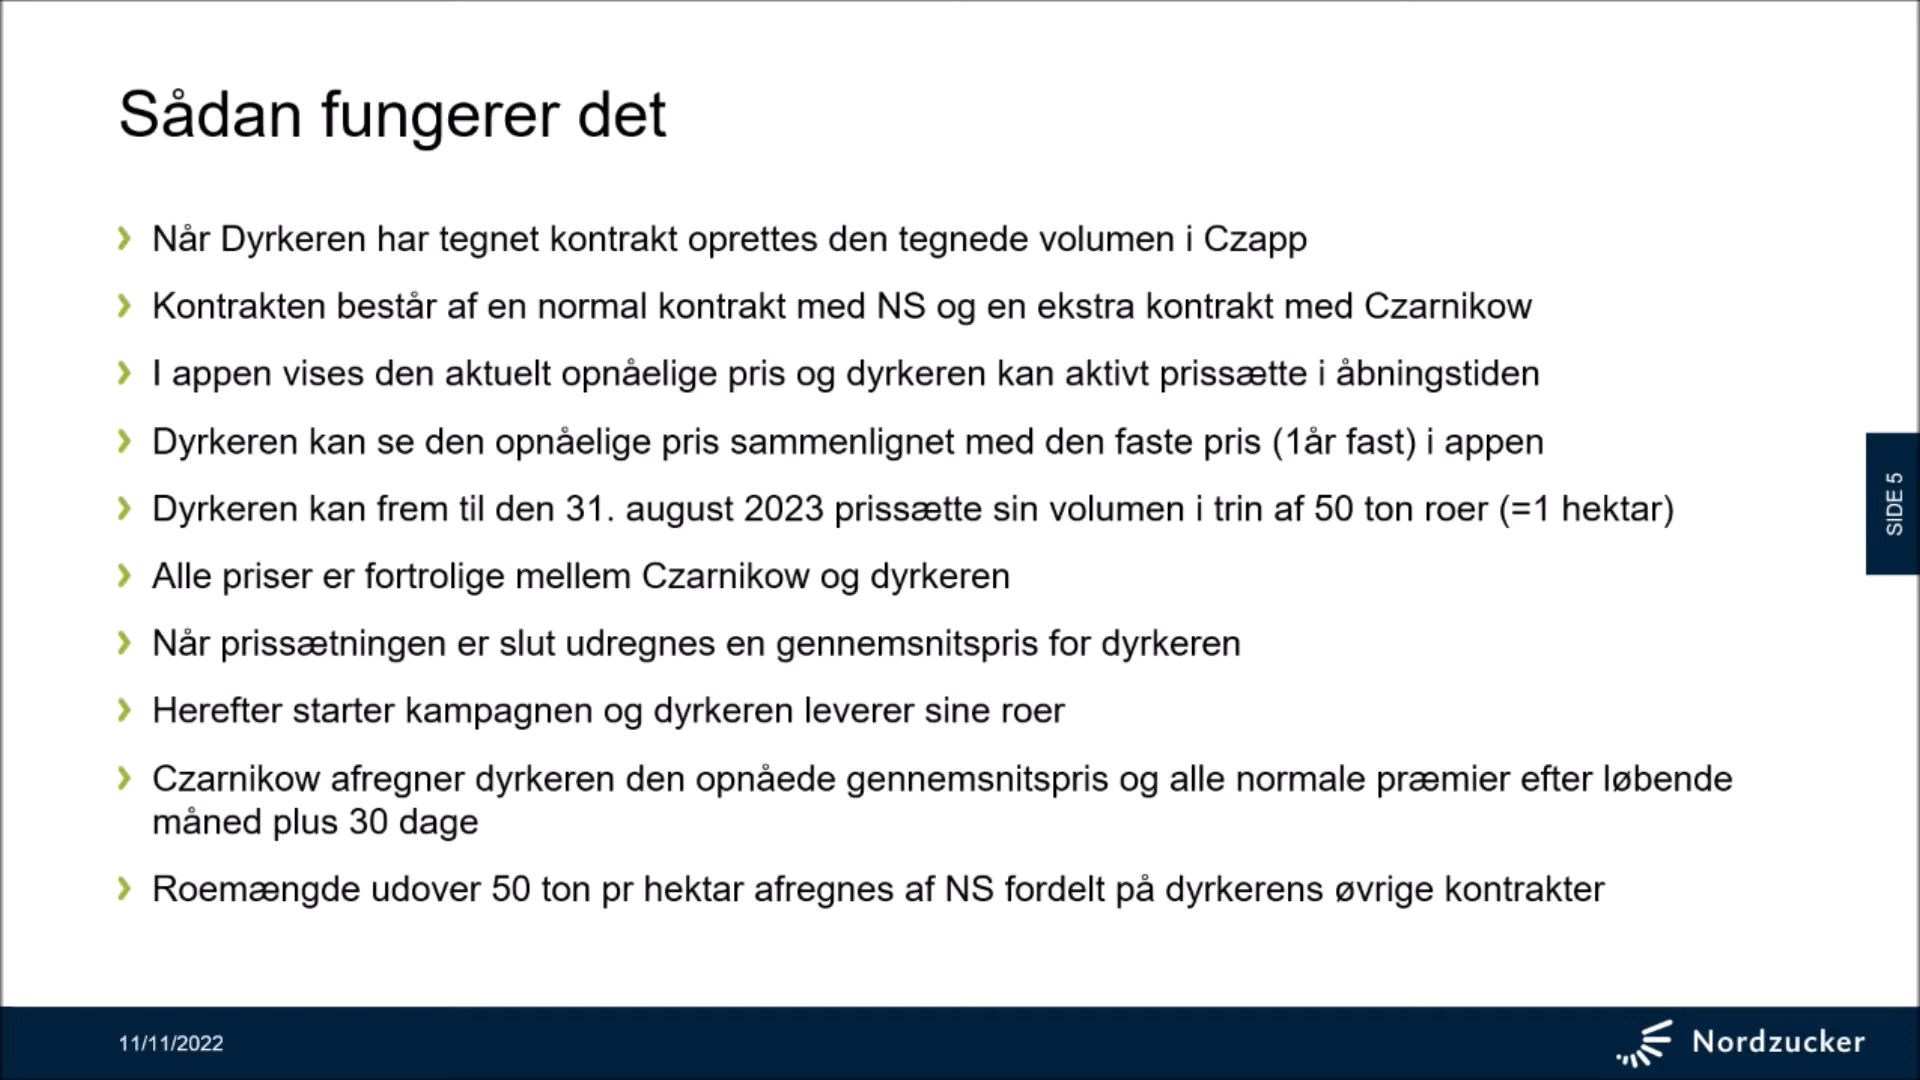 Sådan fungerer det
Når Dyrkeren har tegnet kontrakt oprettes den tegnede volumen i Czapp
Kontrakten består af en normal kontrakt med NS og en ekstra kontrakt med Czarnikow
I appen vises den aktuelt opnåelige pris og dyrkeren kan aktivt prissætte i åbningstiden
Dyrkeren kan se den opnåelige pris sammenlignet med den faste pris (1år fast) i appen
Dyrkeren kan frem til den 31. august 2023 prissætte sin volumen i trin af 50 ton roer (=1 hektar)
Alle priser er fortrolige mellem Czarnikow og dyrkeren
Når prissætningen er slut udregnes en gennemsnitspris for dyrkeren
Herefter starter kampagnen og dyrkeren leverer sine roer
Czarnikow afregner dyrkeren den opnåede gennemsnitspris og alle normale præmier efter løbende
måned plus 30 dage
Roemængde udover 50 ton pr hektar afregnes af NS fordelt på dyrkerens øvrige kontrakter
SIDE 5
11/11/2022
Nordzucker